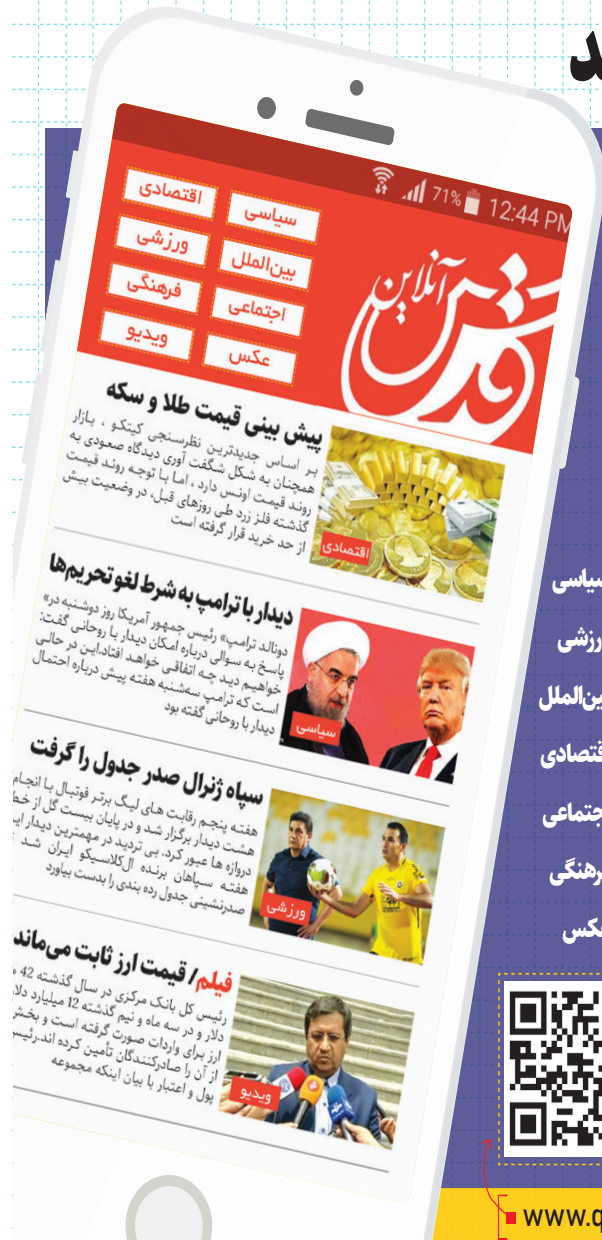 71% 12:44 PM
قدس آنلاین
سیاسی
اقتصادی
بین‌الملل
ورزشی
اجتماعی
فرهنگی
عکس
ویدیو
پیش بینی قیمت طلا و سکه
بر اساس جدیدترین نظرسنجی کیتکو ، بازار
همچنان به شکل شگفت آوری دیدگاه صعودی به
روند قیمت اونس دارد ، اما با توجه روند قیمت
گذشته فلز زرد طی روزهای قبل، در وضعیت بیش
از حد خرید قرار گرفته است
اقتصادی
دیدار با ترامپ به شرط لغو تحریم‌ها
دونالد ترامپ» رئیس جمهور آمریکا روز دوشنبه در»
پاسخ به سوالی درباره امکان دیدار با روحانی گفت:
خواهیم دید چه اتفاقی خواهد افتاد.این در حالی
است که ترامپ سه‌شنبه هفته پیش درباره احتمال
دیدار با روحانی گفته بود
سیاسی
سپاه ژنرال صدر جدول را گرفت
هفته پنجم رقابت های لیگ برتر فوتبال با انجام
هشت دیدار برگزار شد و در پایان بیست گل از خط
دروازه ها عبور کرد. بی تردید در مهمترین دیدار این
هفته سپاهان برنده ال‌کلاسیکو ایران شد
صدرنشینی جدول رده بندی را بدست بیاورد
ورزشی
فیلم/ قیمت ارز ثابت می‌ماند
رئیس کل بانک مرکزی در سال گذشته 42
دلار و در سه ماه و نیم گذشته 12 میلیارد دلار
ارز برای واردات صورت گرفته است و بخش
از آن را صادرکنندگان تأمین کرده اند.رئیس
پول و اعتبار با بیان اینکه مجموعه
ویدیو
سیاسی
ورزشی
بین‌الملل
اقتصادی
اجتماعی
فرهنگی
عکس
www.q